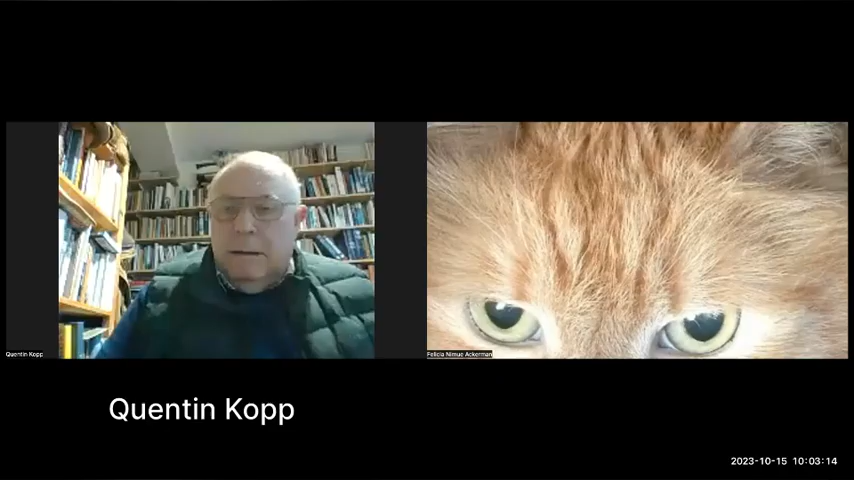 Quentin Kopp
Felicia Nimue Ackerman
Quentin Kopp
2023-10-15 10:03:14